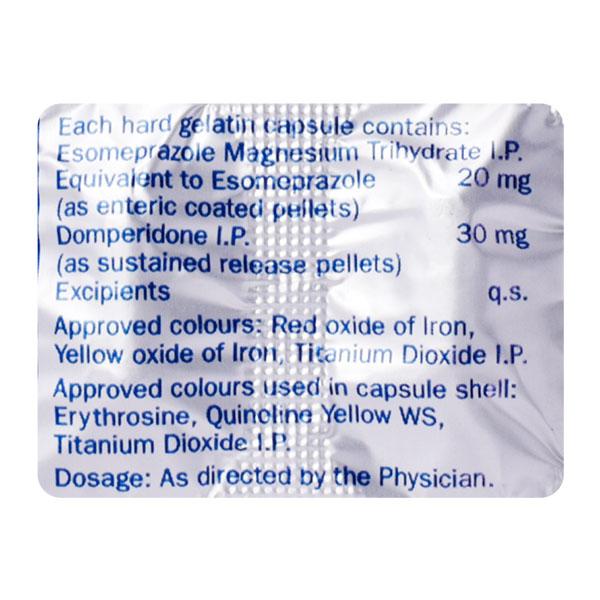 Each hard gelatin capsule contains:
Esomeprazole Magnesium Trihydrate I.P.
Equivalent to Esomeprazole 20 mg
(as enteric coated pellets)
Domperidone I.P. 30 mg
(as sustained release pellets)
Excipients q.s.
Approved colours: Red oxide of Iron,
Yellow oxide of Iron, Titanium Dioxide I.P.
Approved colours used in capsule shell:
Erythrosine, Quinoline Yellow WS,
Titanium Dioxide I.P.
Dosage: As directed by the Physician.